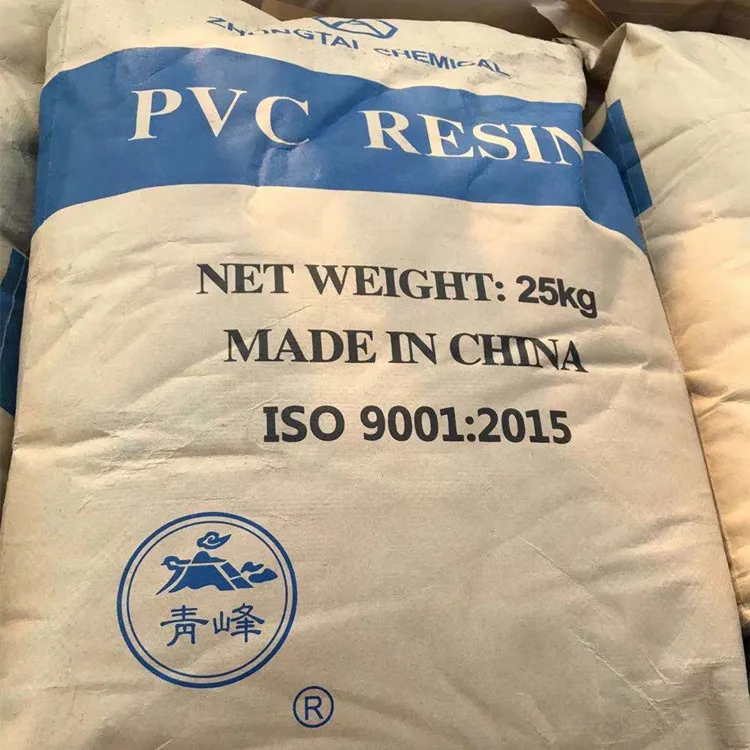 ZHONGTAI CHEMICAL
PVC RESIN
NET WEIGHT: 25kg
MADE IN CHINA
ISO 9001:2015
青峰
®